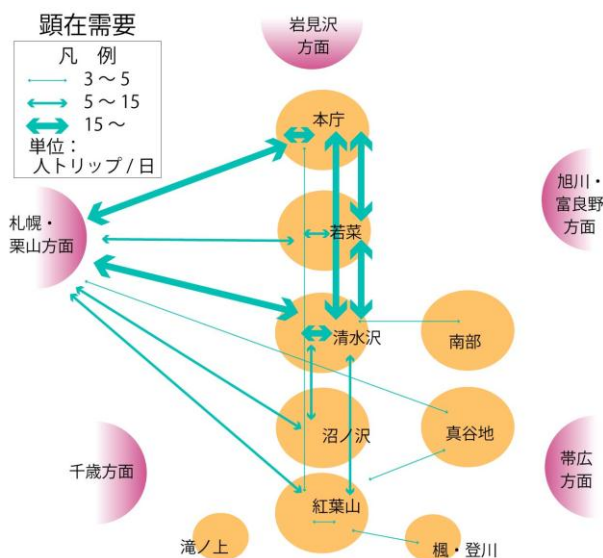 顕在需要
凡 例
3～5
5～15
15～
単位：
人トリップ/日
岩見沢
方面
本庁
旭川・
富良野
方面
札幌・
栗山方面
若菜
清水沢
南部
沼ノ沢
真谷地
千歳方面
帯広
方面
紅葉山
滝ノ上
楓・登川